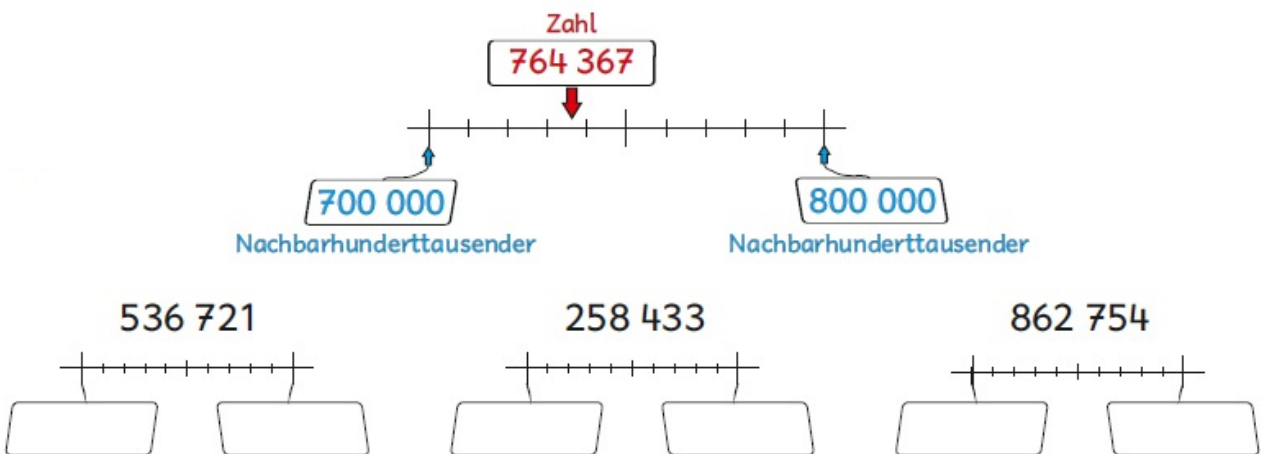 Zahl
764 367
700 000
800 000
Nachbarhunderttausender
Nachbarhunderttausender
536 721
258 433
862 754